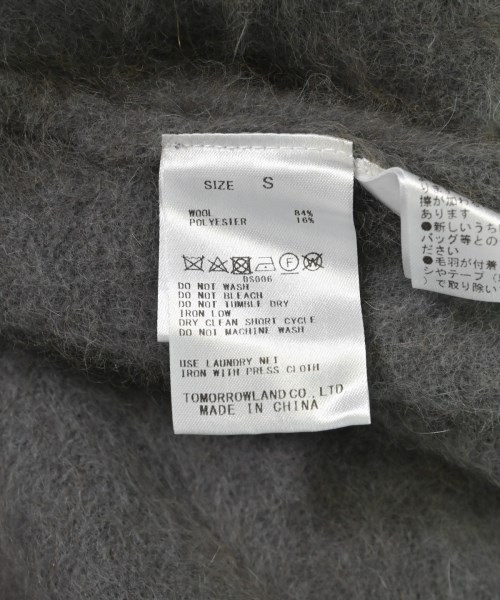 SIZE S
WOOL 84%
POLYESTER 16%
DS006
DO NOT WASH
DO NOT BLEACH
DO NOT TUMBLE DRY
IRON LOW
DRY CLEAN SHORT CYCLE
DO NOT MACHINE WASH
USE LAUNDRY NET
IRON WITH PRESS CLOTH
TOMORROWLAND CO., LTD
MADE IN CHINA
擦が加わ
あります
●新しいうち
バッグ等との
ださい
●毛羽が付着
シやテープ
）で取り除い